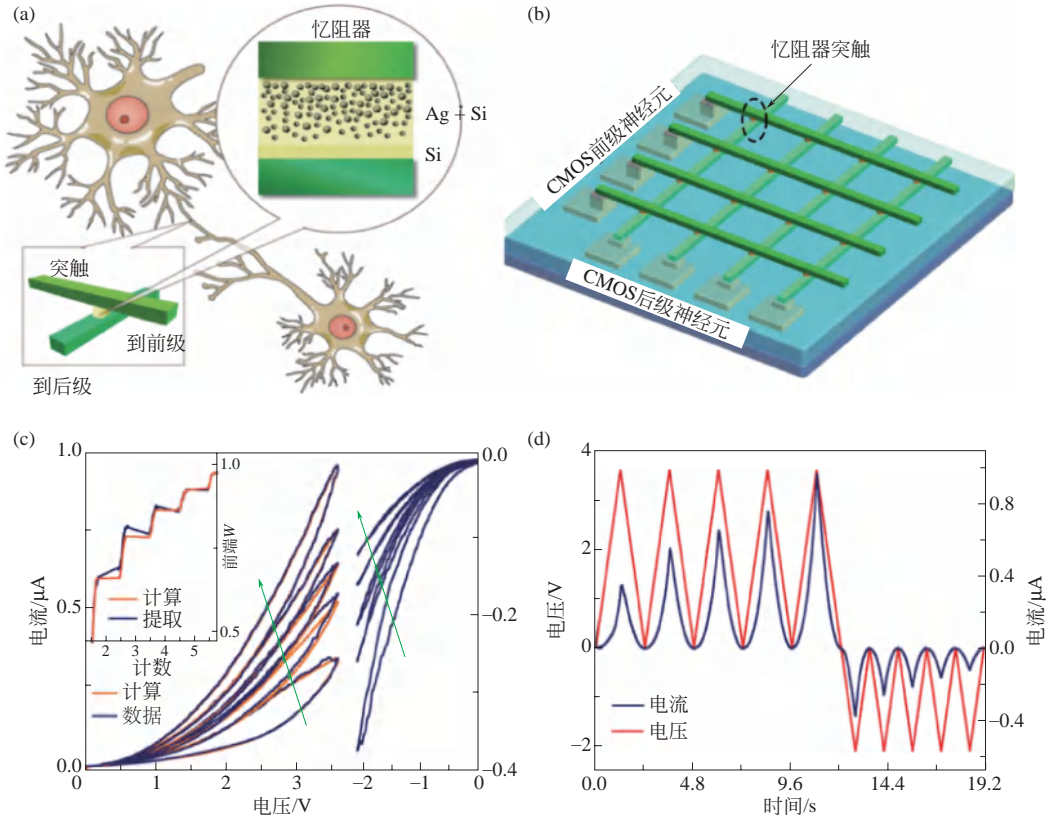 (a)
忆阻器
Ag + Si
Si
突触
到前级
到后级
(b)
忆阻器突触
CMOS前级神经元
CMOS后级神经元
(c)
1.0
0.5
0.0
电流/μA
0
1
2
3
-2
-1
0
电压/V
0.0
−0.2
−0.4
1.0
0.5
前端W
2
3
4
5
计数
计算
提取
计算
数据
(d)
4
2
0
−2
电压/V
0.8
0.4
0.0
−0.4
电流/μA
电流
电压
0.0
4.8
9.6
14.4
19.2
时间/s